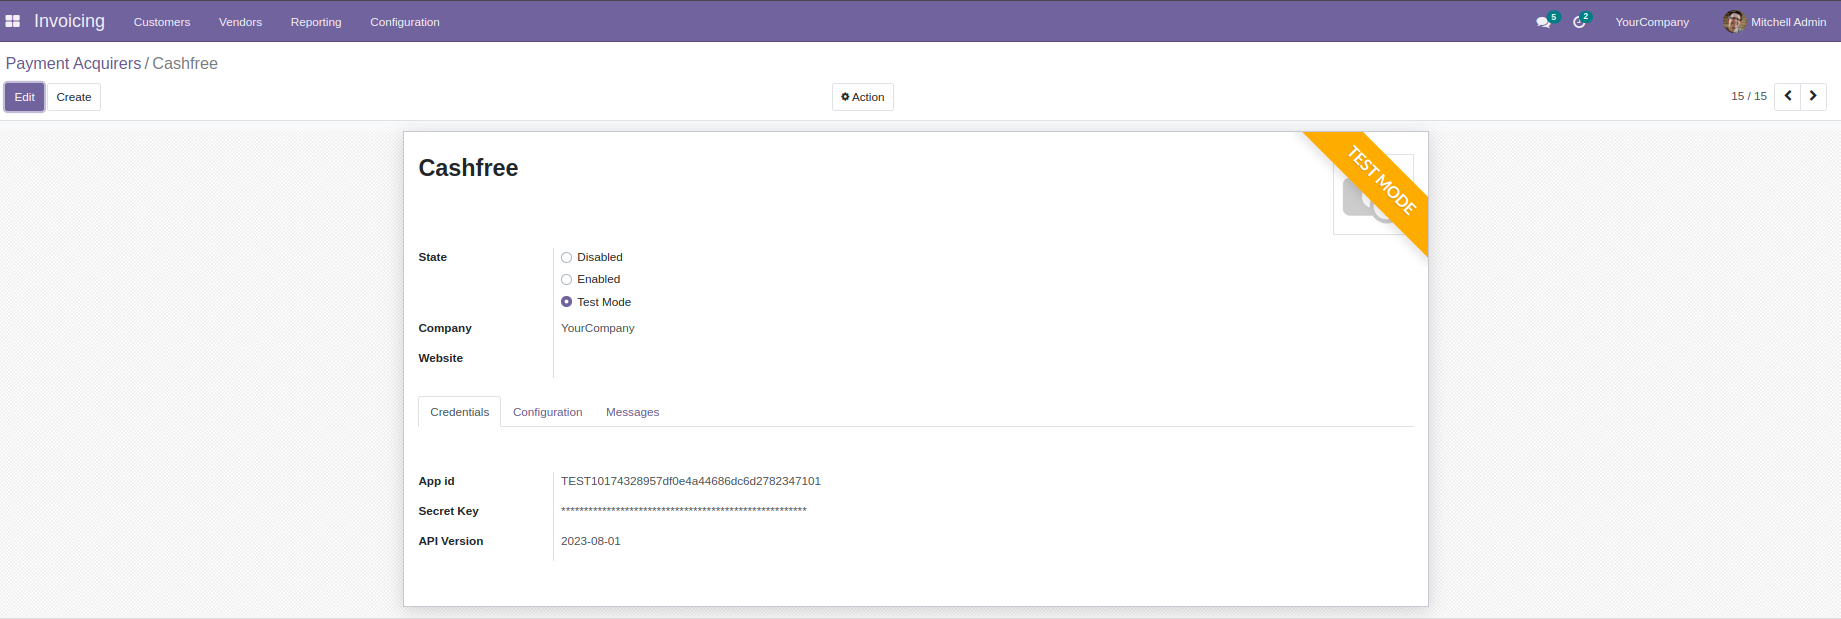 Invoicing Customers Vendors Reporting Configuration 5 2 YourCompany Mitchell Admin
Payment Acquirers / Cashfree
Edit Create Action 15 / 15
TEST MODE
Cashfree
State Disabled
Enabled
Test Mode
Company YourCompany
Website
Credentials Configuration Messages
App id TEST10174328957df0e4a44686dc6d2782347101
Secret Key ******************************************************
API Version 2023-08-01